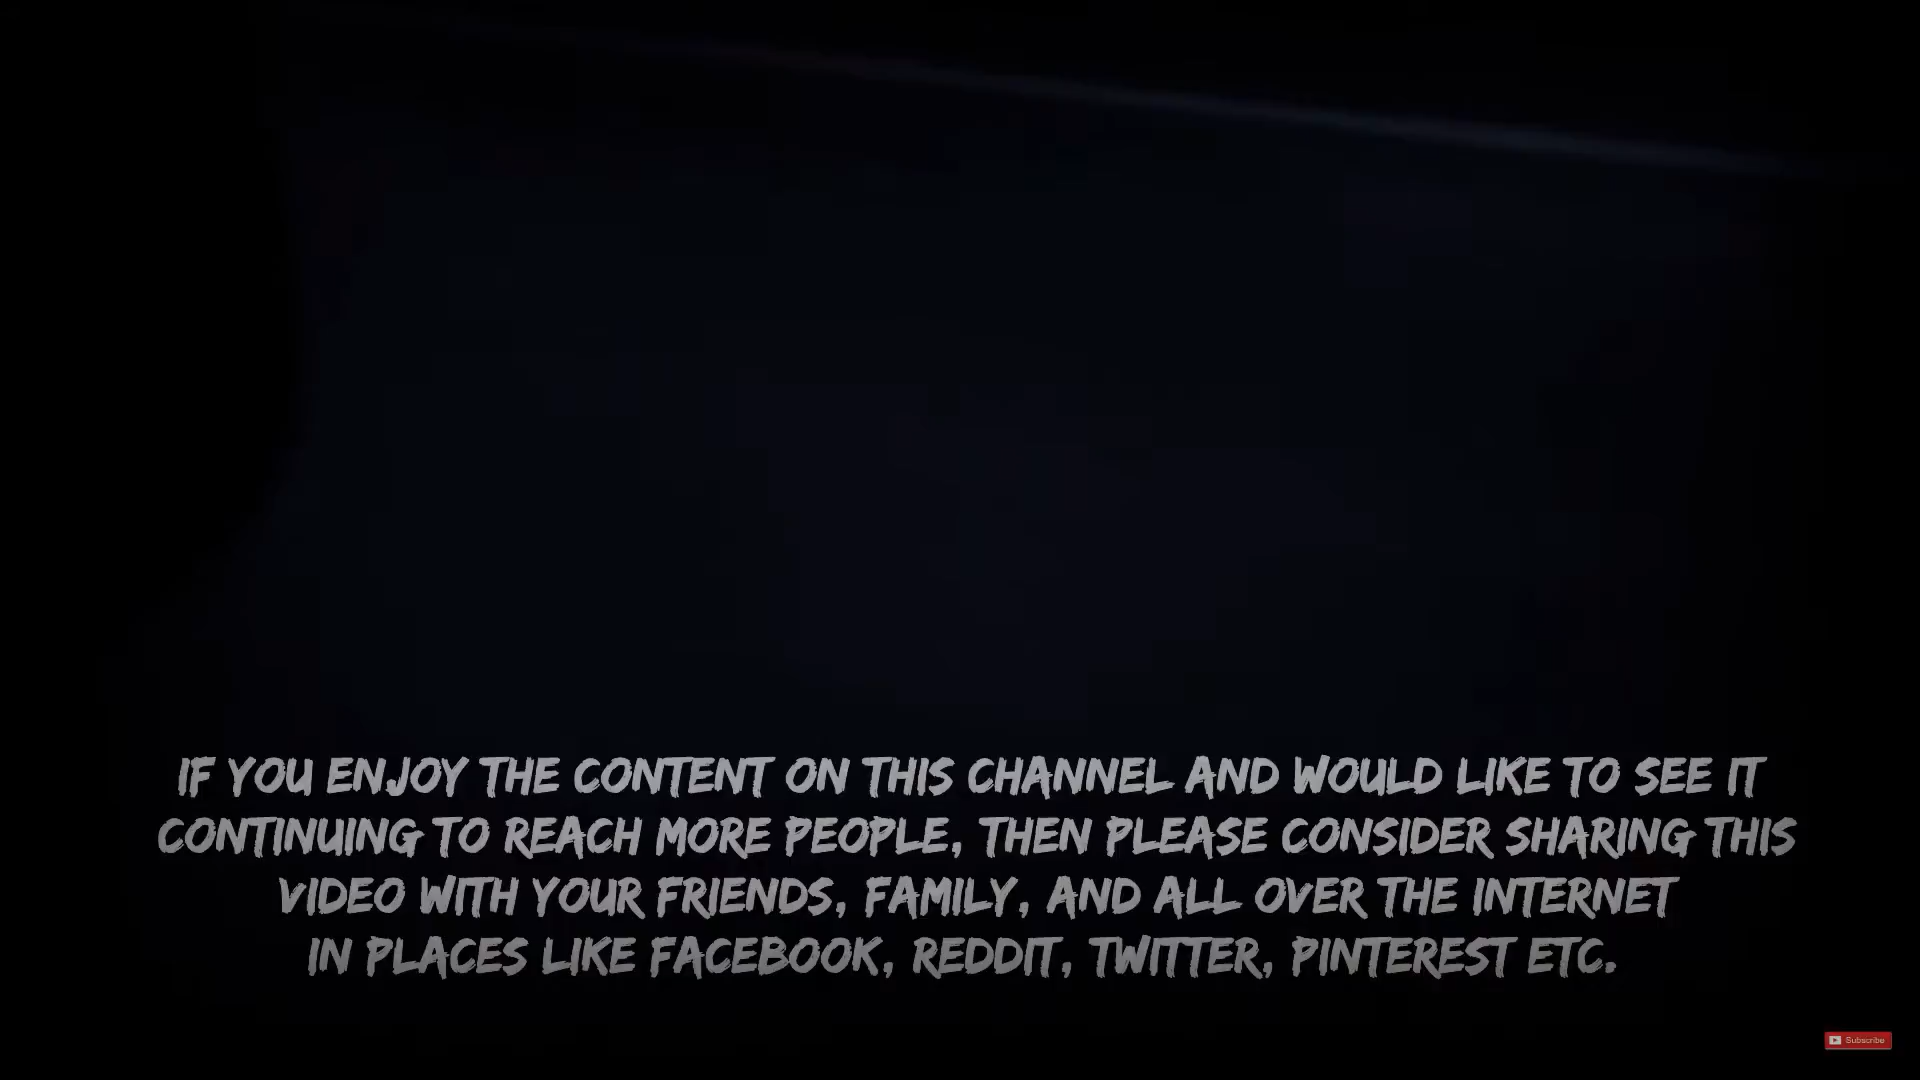 IF YOU ENJOY THE CONTENT ON THIS CHANNEL AND WOULD LIKE TO SEE IT
CONTINUING TO REACH MORE PEOPLE, THEN PLEASE CONSIDER SHARING THIS
VIDEO WITH YOUR FRIENDS, FAMILY, AND ALL OVER THE INTERNET
IN PLACES LIKE FACEBOOK, REDDIT, TWITTER, PINTEREST ETC.
Subscribe